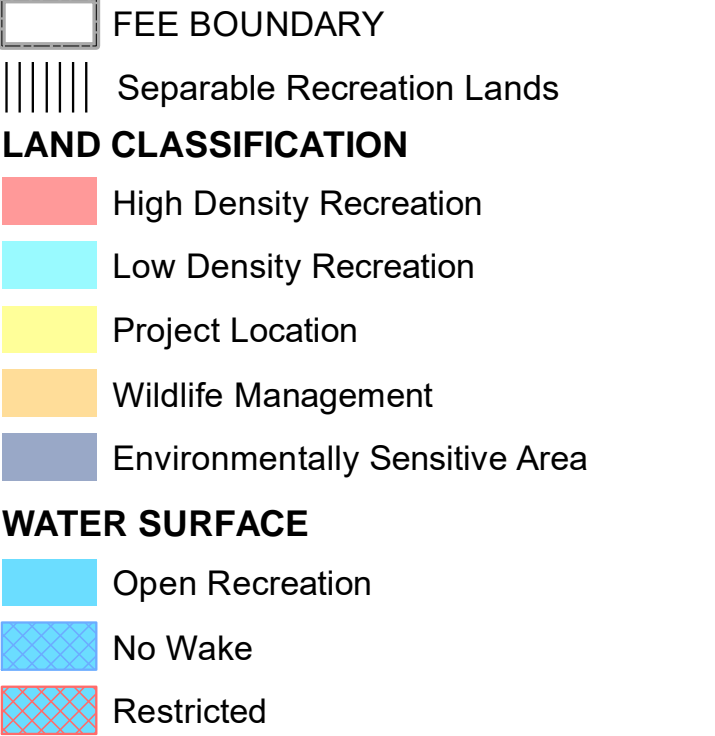 FEE BOUNDARY
Separable Recreation Lands
LAND CLASSIFICATION
High Density Recreation
Low Density Recreation
Project Location
Wildlife Management
Environmentally Sensitive Area
WATER SURFACE
Open Recreation
No Wake
Restricted